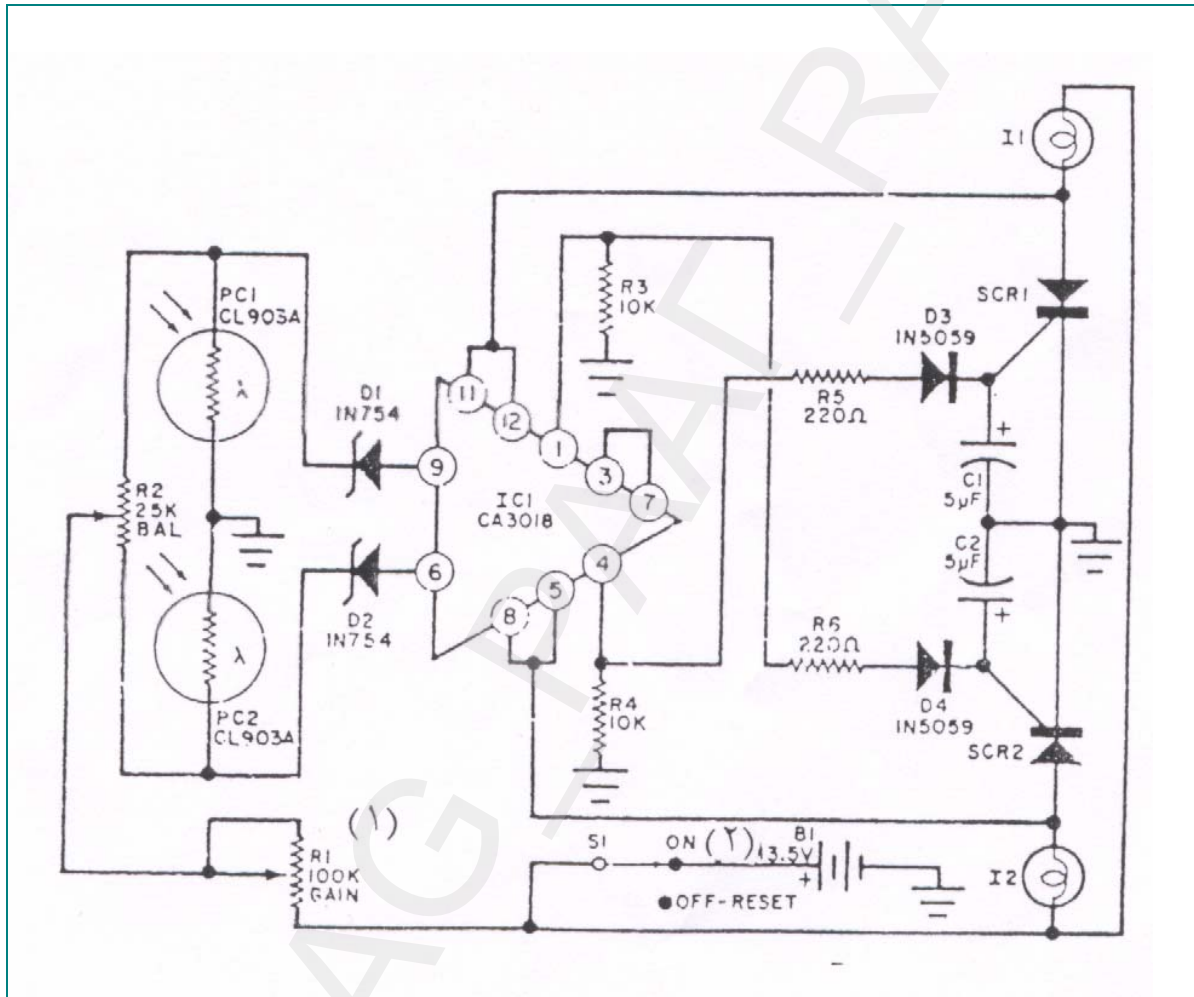 I1
R3
10K
SCR1
PC1
CL903A
λ
D3
1N5059
R5
220Ω
D1
1N754
11
12
1
3
7
9
IC1
CA3018
+
C1
5µF
R2
25K
BAL
C2
5µF
+
6
4
5
8
D2
1N754
R6
220Ω
λ
R4
10K
D4
1N5059
SCR2
PC2
CL903A
(١)
R1
100K
GAIN
S1
ON
(٢)
B1
13.5V
+
OFF-RESET
I2